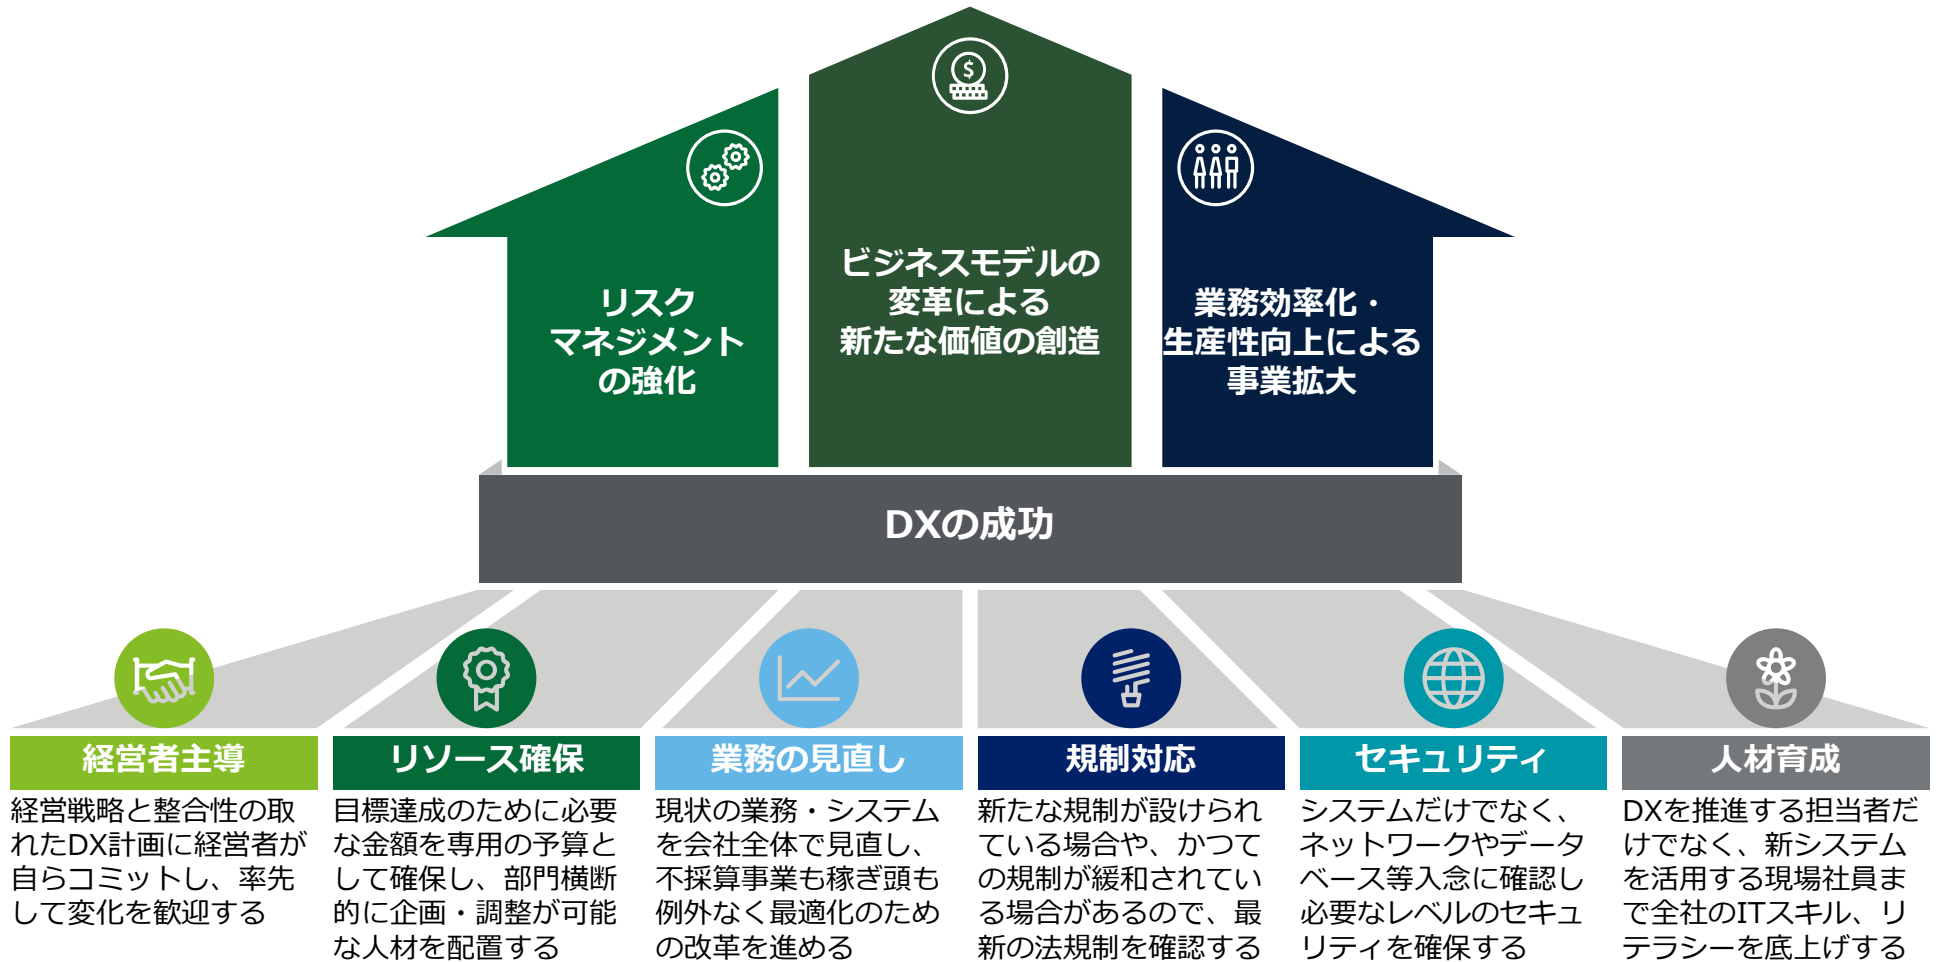 リスク
マネジメント
の強化
ビジネスモデルの
変革による
新たな価値の創造
業務効率化・
生産性向上による
事業拡大
DXの成功
経営者主導
経営戦略と整合性の取
れたDX計画に経営者が
自らコミットし、率先
して変化を歓迎する
リソース確保
目標達成のために必要
な金額を専用の予算と
して確保し、部門横断
的に企画・調整が可能
な人材を配置する
業務の見直し
現状の業務・システム
を会社全体で見直し、
不採算事業も稼ぎ頭も
例外なく最適化のため
の改革を進める
規制対応
新たな規制が設けられ
ている場合や、かつて
の規制が緩和されてい
る場合があるので、最
新の法規制を確認する
セキュリティ
システムだけでなく、
ネットワークやデータ
ベース等入念に確認し
必要なレベルのセキュ
リティを確保する
人材育成
DXを推進する担当者だ
けでなく、新システム
を活用する現場社員ま
で全社のITスキル、リ
テラシーを底上げする